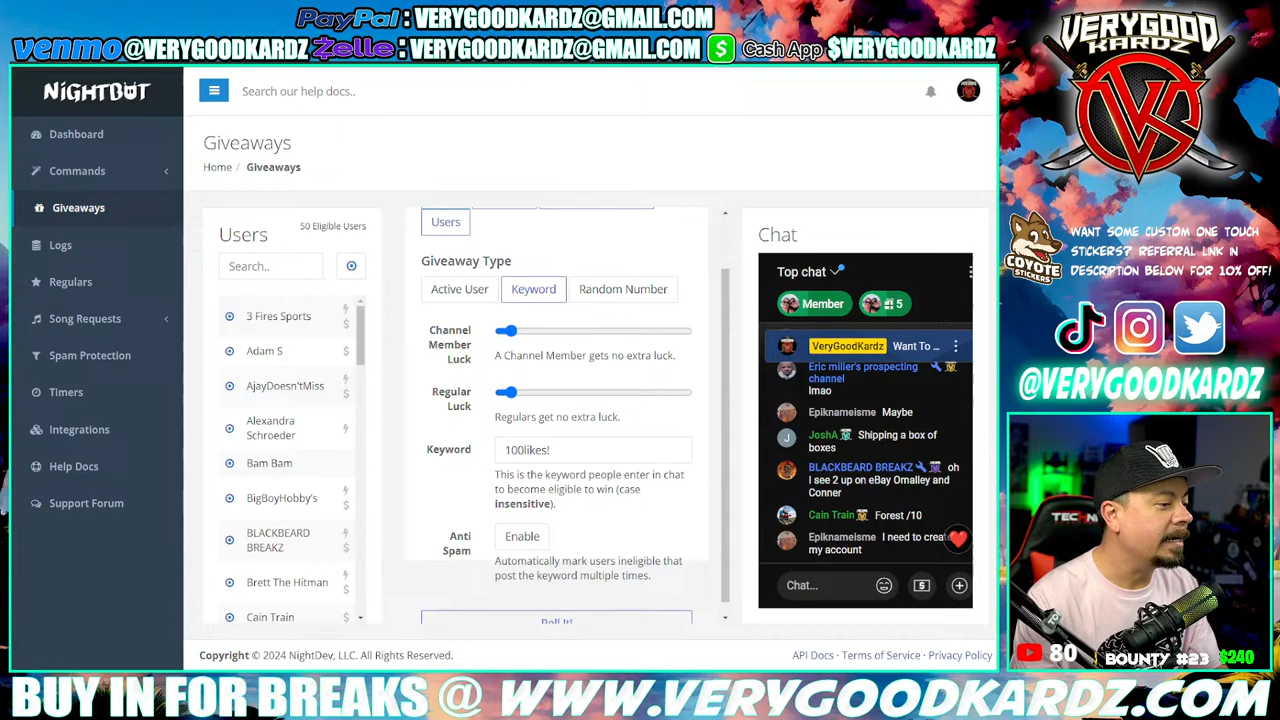 PayPal : VERYGOODKARDZ@GMAIL.COM
venmo @VERYGOODKARDZ Zelle : VERYGOODKARDZ@GMAIL.COM $ Cash App $VERYGOODKARDZ
VERYGOOD
KARDZ
NiGHTBOT
Search our help docs..
Dashboard
Commands
Giveaways
Logs
Regulars
Song Requests
Spam Protection
Timers
Integrations
Help Docs
Support Forum
Giveaways
Home / Giveaways
Users
50 Eligible Users
Search..
3 Fires Sports
Adam S
AjayDoesn'tMiss
Alexandra
Schroeder
Bam Bam
BigBoyHobby's
BLACKBEARD
BREAKZ
Brett The Hitman
Cain Train
Users
Giveaway Type
Active User
Keyword
Random Number
Channel
Member
Luck
A Channel Member gets no extra luck.
Regular
Luck
Regulars get no extra luck.
Keyword
100likes!
This is the keyword people enter in chat
to become eligible to win (case
insensitive).
Anti
Spam
Enable
Automatically mark users ineligible that
post the keyword multiple times.
Roll It!
Chat
Top chat
Member
5
VeryGoodKardz Want To ...
Eric miller's prospecting
channel
lmao
Epiknameisme Maybe
J JoshA Shipping a box of
boxes
BLACKBEARD BREAKZ oh
I see 2 up on eBay Omalley and
Conner
Cain Train Forest /10
Epiknameisme I need to create
my account
Chat...
Copyright © 2024 NightDev, LLC. All Rights Reserved.
API Docs · Terms of Service · Privacy Policy
COYOTE
STICKERS
WANT SOME CUSTOM ONE TOUCH
STICKERS? REFERRAL LINK IN
DESCRIPTION BELOW FOR 10% OFF!
@VERYGOODKARDZ
80
BOUNTY #23 $240
BUY IN FOR BREAKS @ WWW.VERYGOODKARDZ.COM